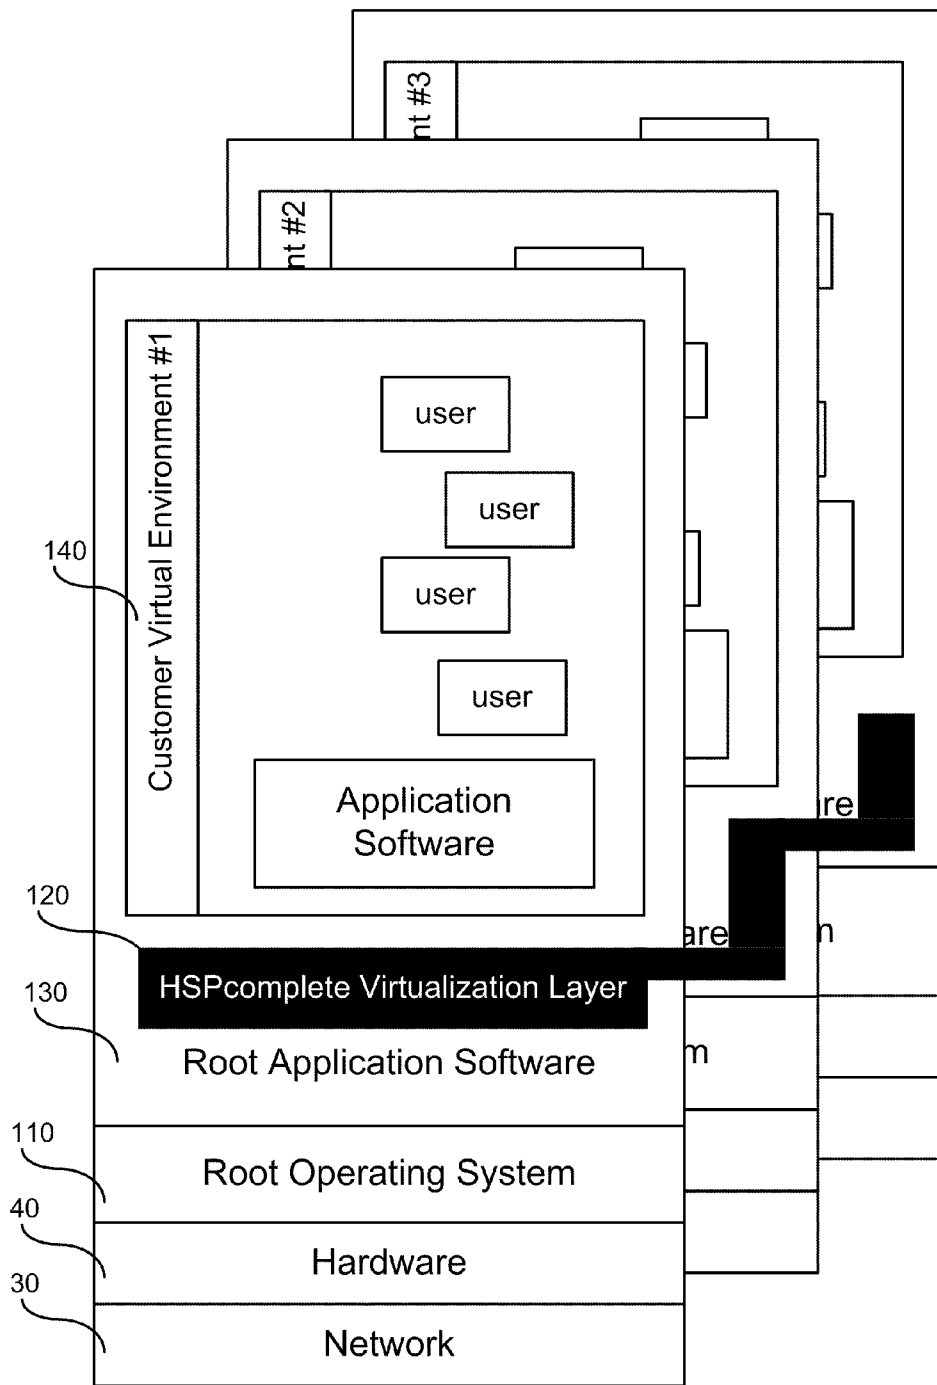 nt #3
nt #2
Customer Virtual Environment #1
user
user
140
user
user
Application
Software
are
120
are
m
HSPcomplete Virtualization Layer
130
Root Application Software
m
110
Root Operating System
40
Hardware
30
Network